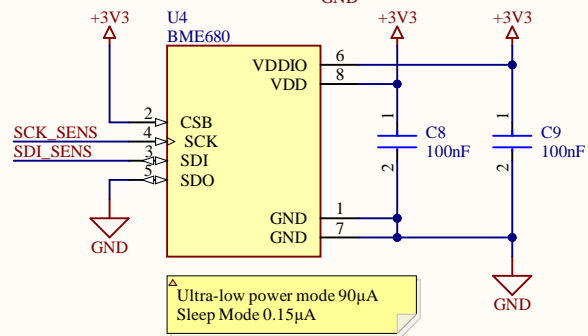 GND
+3V3
U4
BME680
+3V3
+3V3
VDDIO 6
VDD 8
2 CSB
SCK_SENS 4 SCK
SDI_SENS 3 SDI
5 SDO
1
C8
100nF
2
1
C9
100nF
2
GND 1
GND 7
GND
GND
Ultra-low power mode 90µA
Sleep Mode 0.15µA